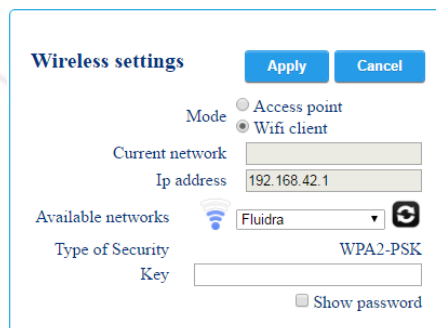 Wireless settings Apply Cancel
Mode Access point
Wifi client
Current network
Ip address 192.168.42.1
Available networks Fluidra
Type of Security WPA2-PSK
Key
Show password